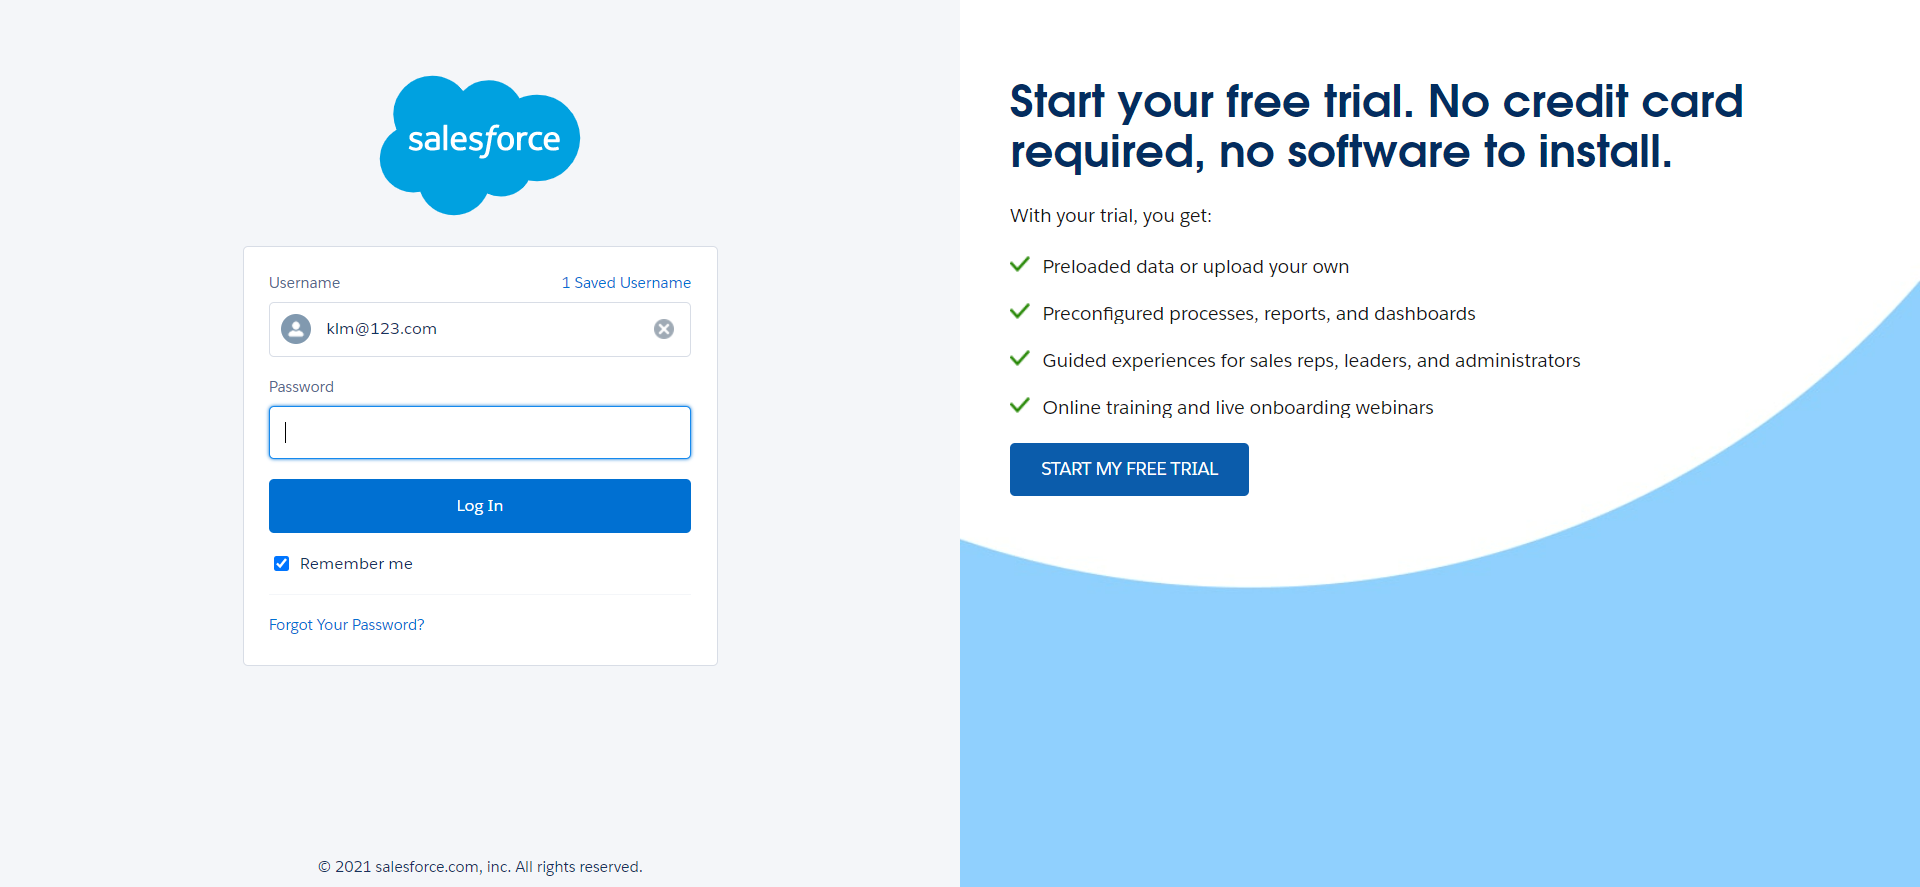 salesforce
Username
1 Saved Username
klm@123.com
Password
Log In
Remember me
Forgot Your Password?
© 2021 salesforce.com, inc. All rights reserved.
Start your free trial. No credit card
required, no software to install.
With your trial, you get:
Preloaded data or upload your own
Preconfigured processes, reports, and dashboards
Guided experiences for sales reps, leaders, and administrators
Online training and live onboarding webinars
START MY FREE TRIAL